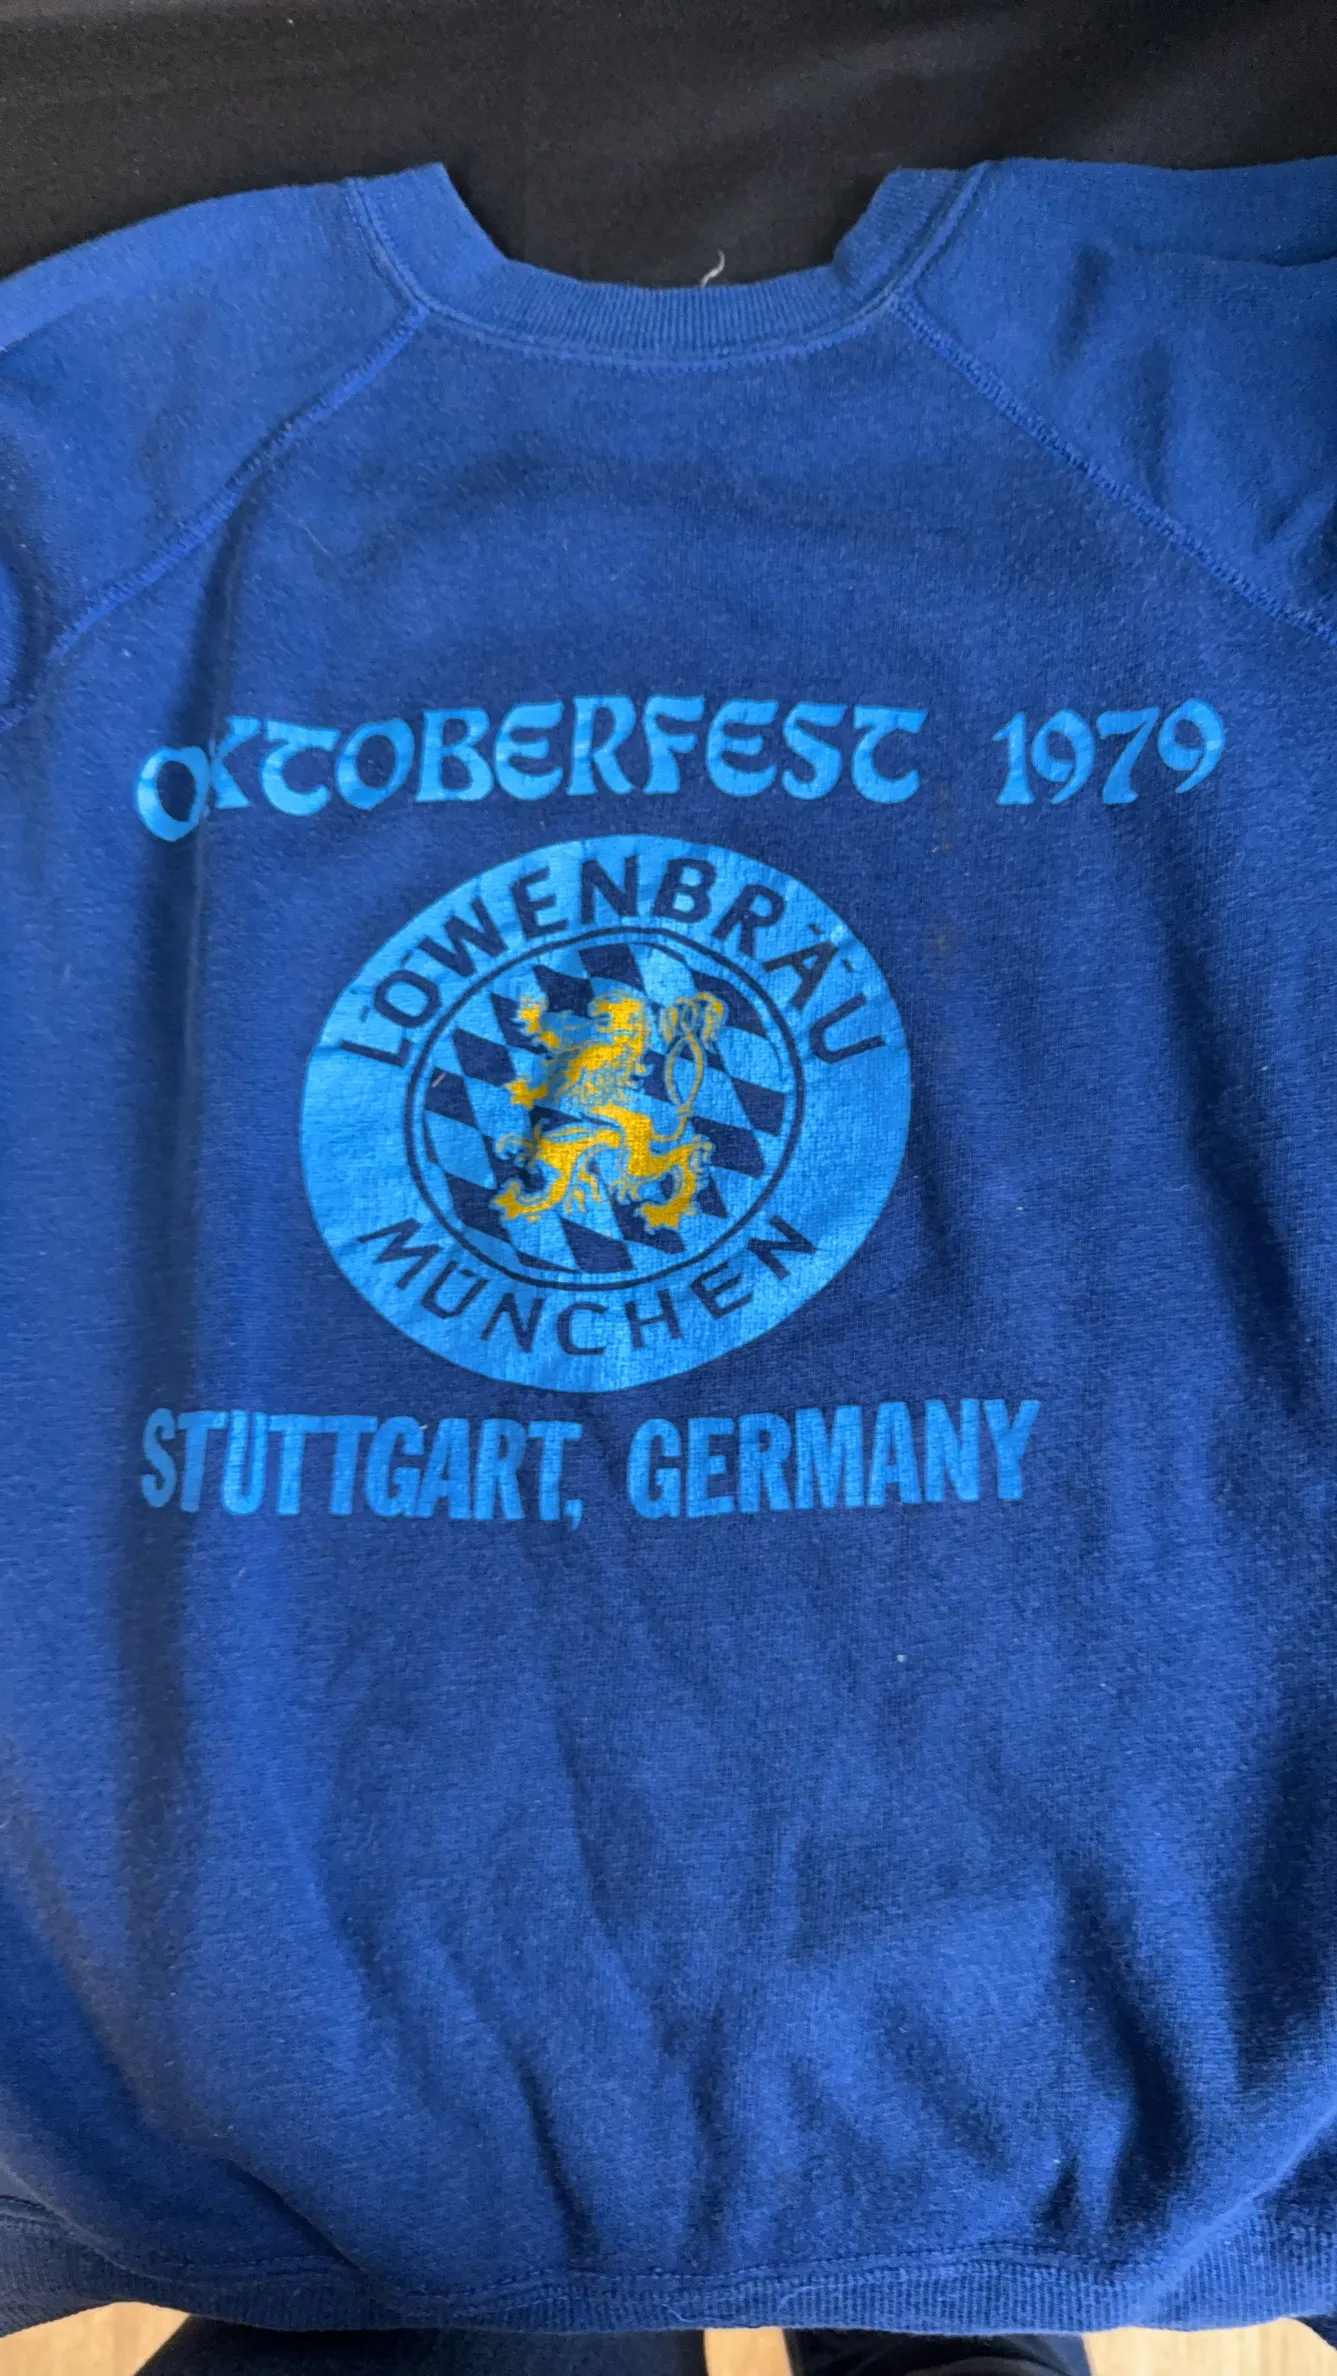 OKTOBERFEST 1979
LÖWENBRÄU
MÜNCHEN
STUTTGART, GERMANY